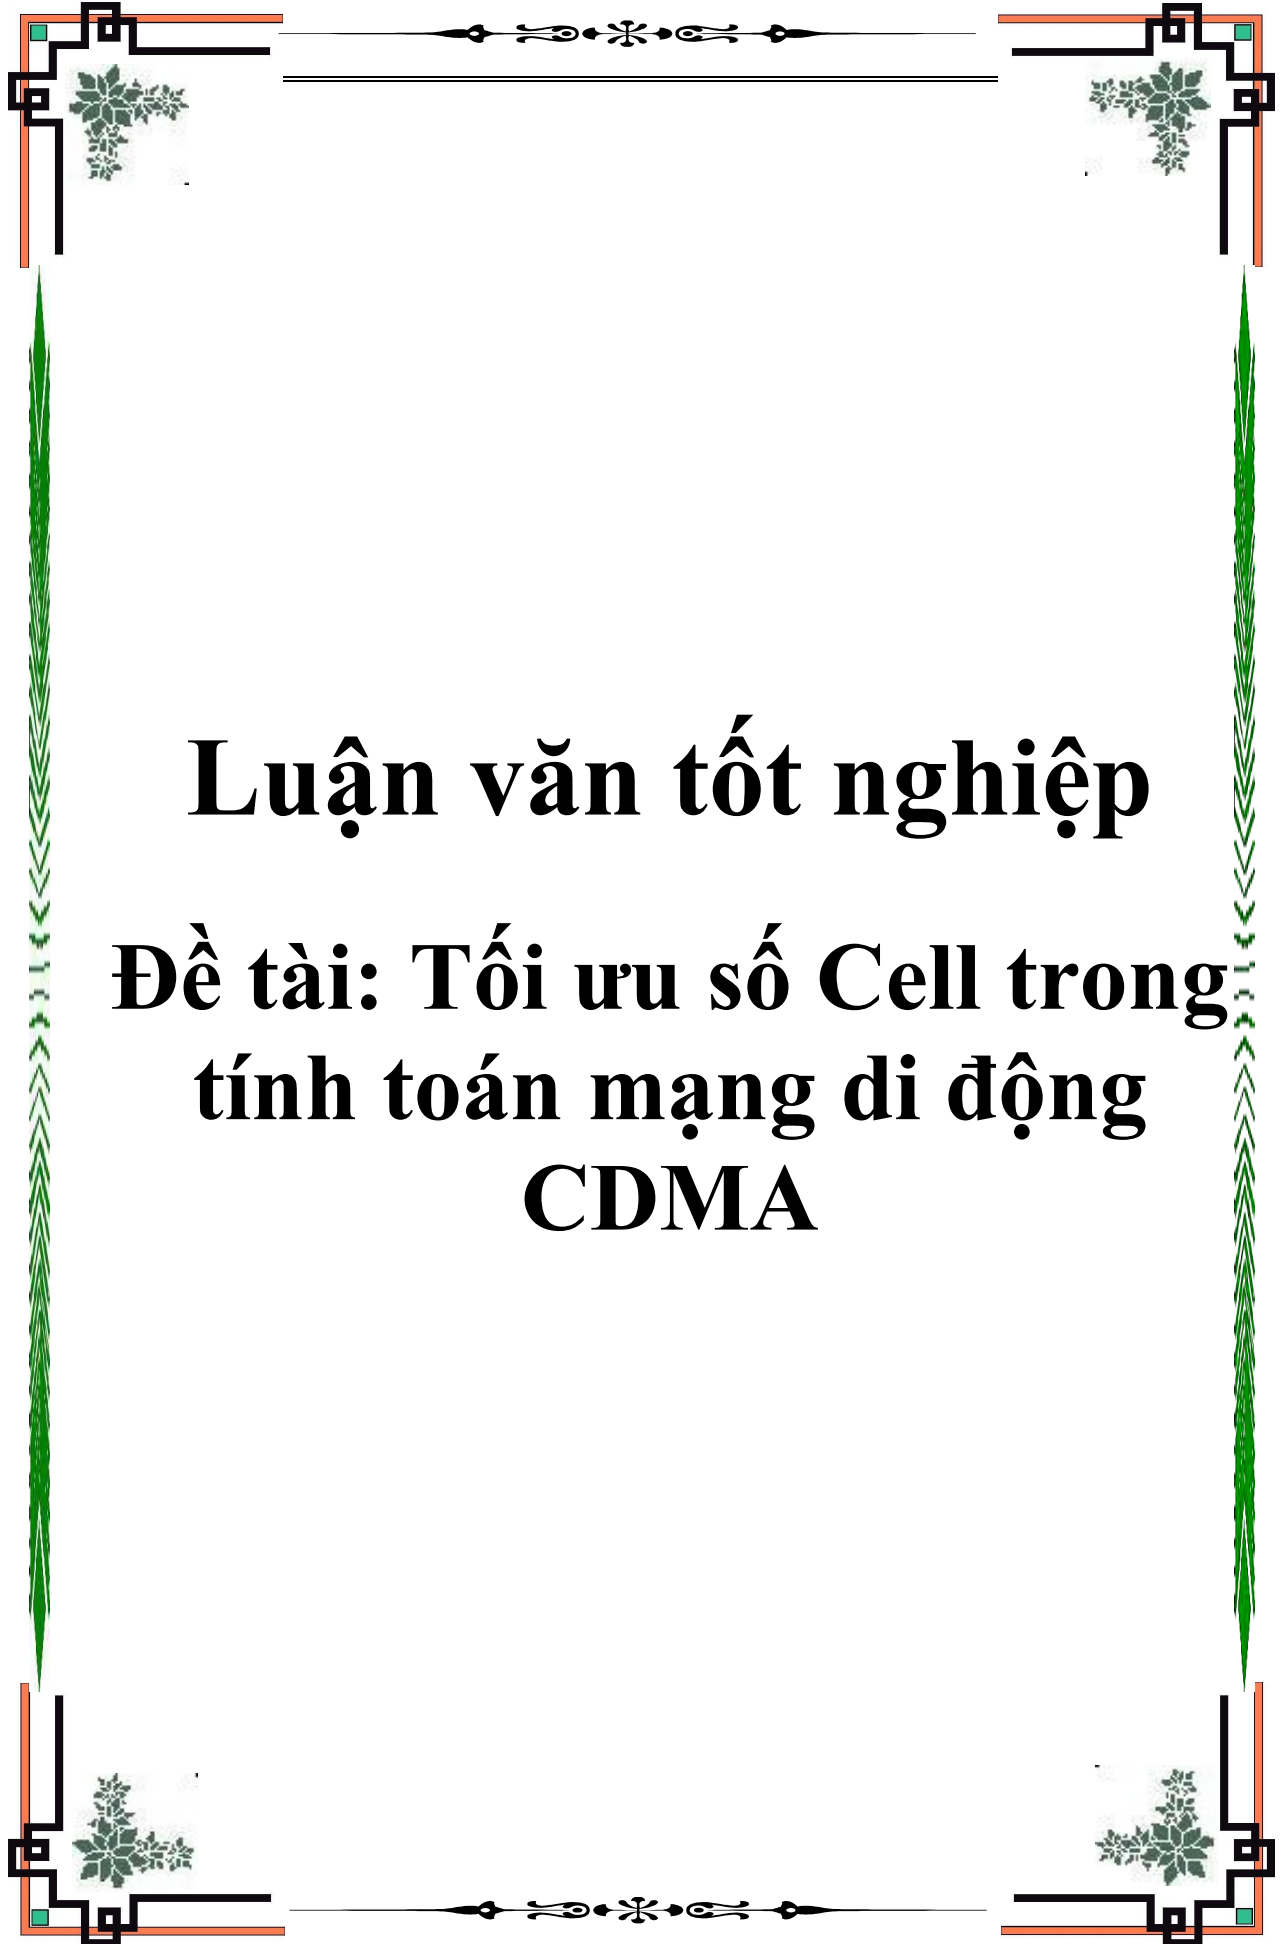 Luận văn tốt nghiệp
Đề tài: Tối ưu số Cell trong
tính toán mạng di động
CDMA